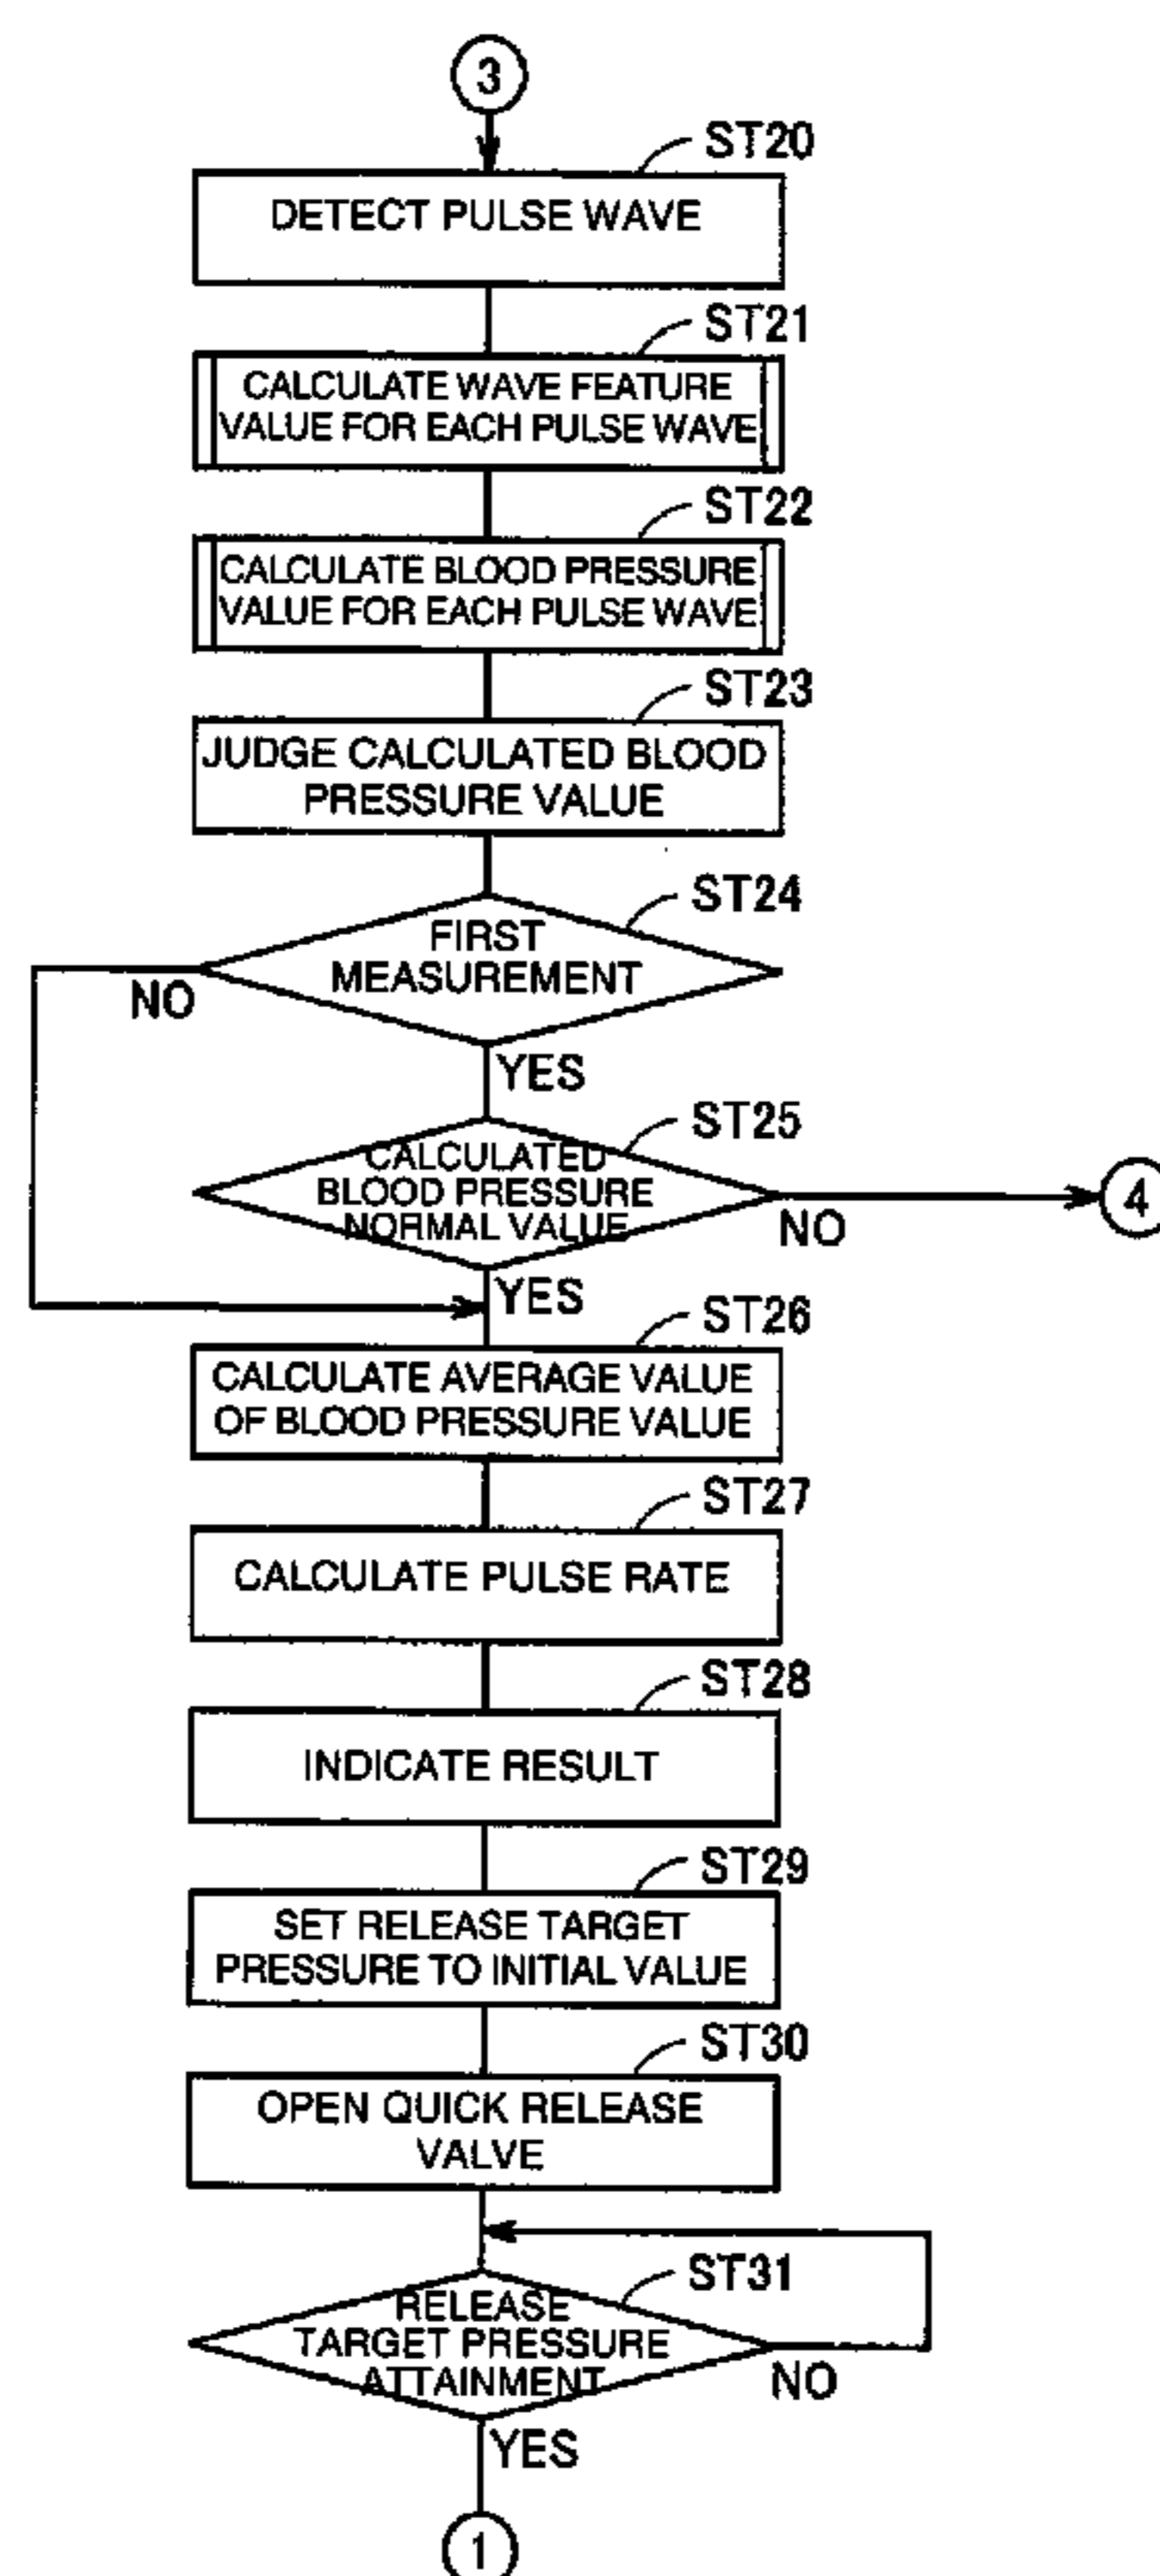 3
ST20
DETECT PULSE WAVE
ST21
CALCULATE WAVE FEATURE
VALUE FOR EACH PULSE WAVE
ST22
CALCULATE BLOOD PRESSURE
VALUE FOR EACH PULSE WAVE
ST23
JUDGE CALCULATED BLOOD
PRESSURE VALUE
ST24
FIRST
MEASUREMENT
NO
YES
ST25
CALCULATED
BLOOD PRESSURE
NORMAL VALUE
NO
4
YES
ST26
CALCULATE AVERAGE VALUE
OF BLOOD PRESSURE VALUE
ST27
CALCULATE PULSE RATE
ST28
INDICATE RESULT
ST29
SET RELEASE TARGET
PRESSURE TO INITIAL VALUE
ST30
OPEN QUICK RELEASE
VALVE
ST31
RELEASE
TARGET PRESSURE
ATTAINMENT
NO
YES
1